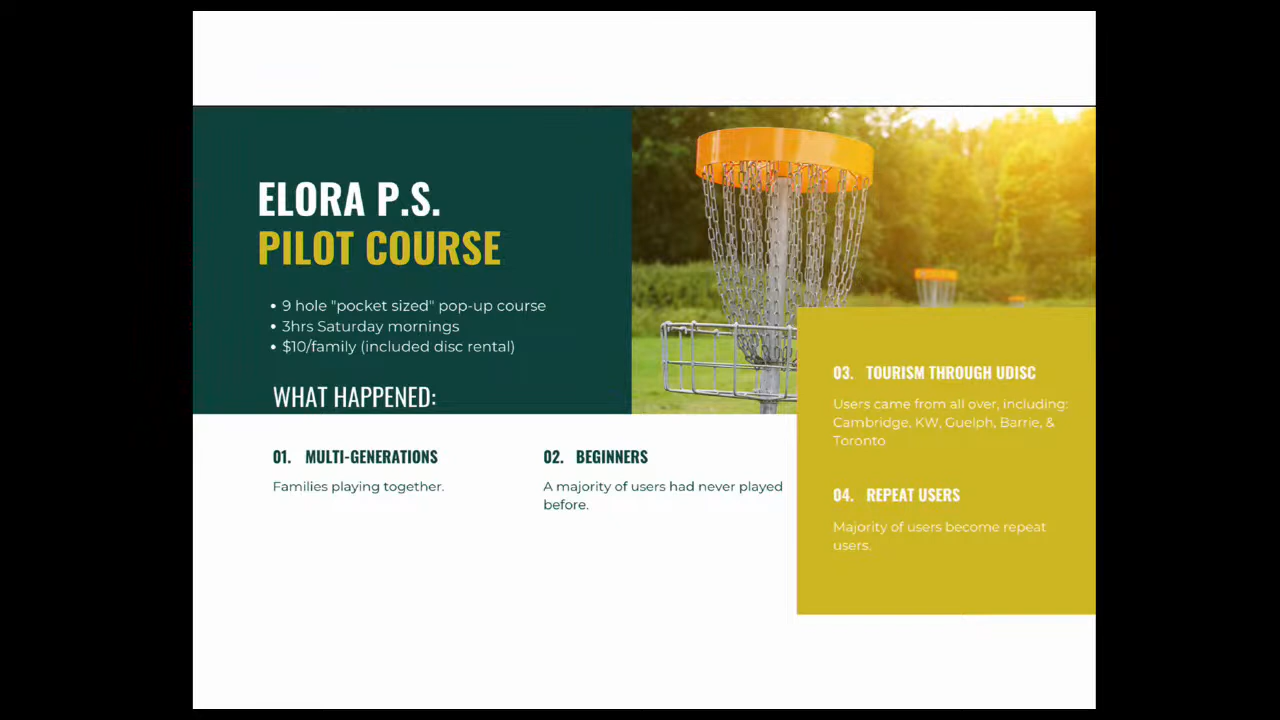 ELORA P.S.
PILOT COURSE
• 9 hole "pocket sized" pop-up course
• 3hrs Saturday mornings
• $10/family (included disc rental)
WHAT HAPPENED:
01. MULTI-GENERATIONS
Families playing together.
02. BEGINNERS
A majority of users had never played
before.
03. TOURISM THROUGH UDISC
Users came from all over, including:
Cambridge, KW, Guelph, Barrie, &
Toronto
04. REPEAT USERS
Majority of users become repeat
users.